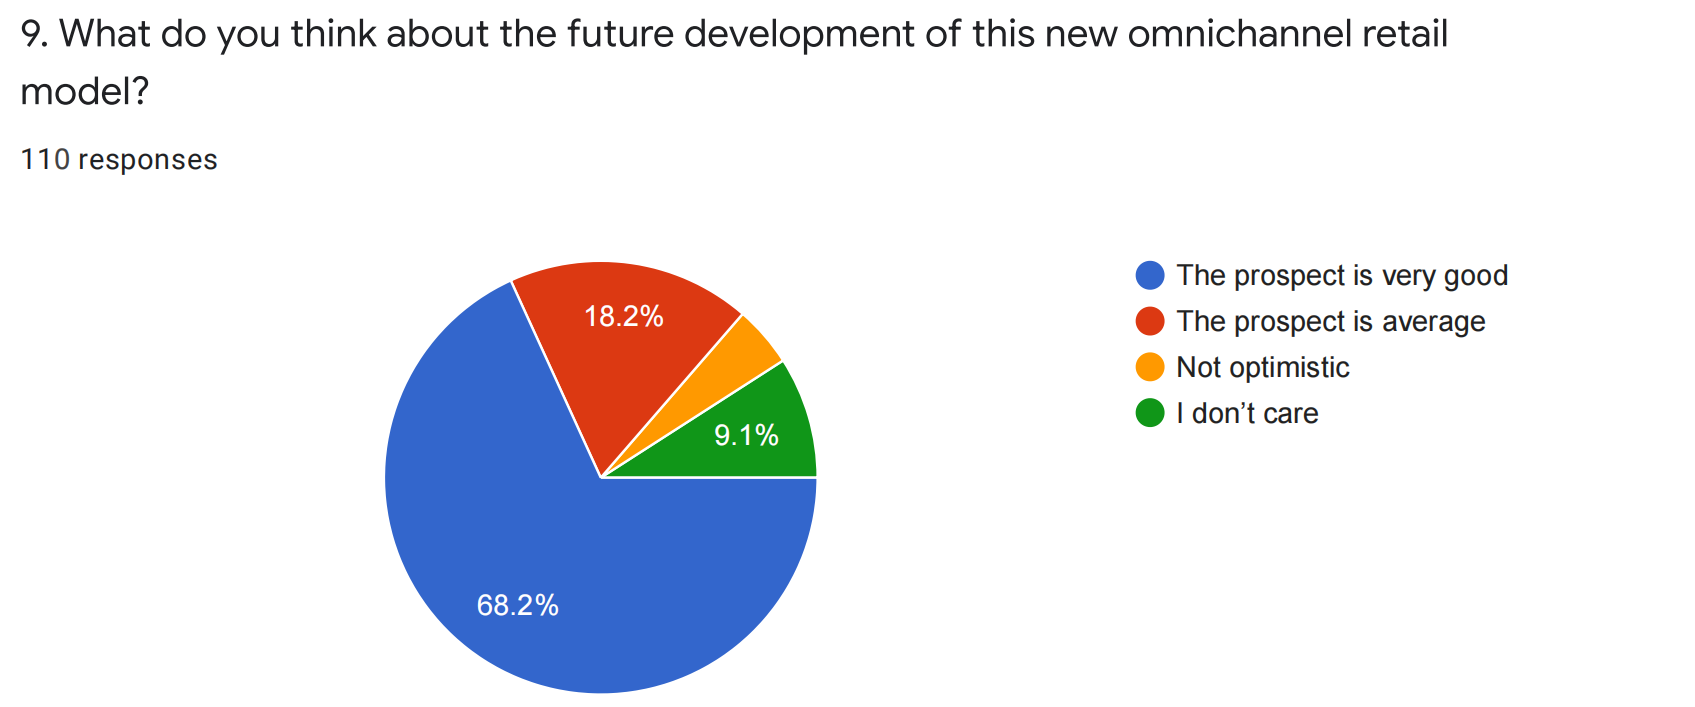 9. What do you think about the future development of this new omnichannel retail
model?
110 responses
The prospect is very good
The prospect is average
Not optimistic
I don’t care
18.2%
9.1%
68.2%